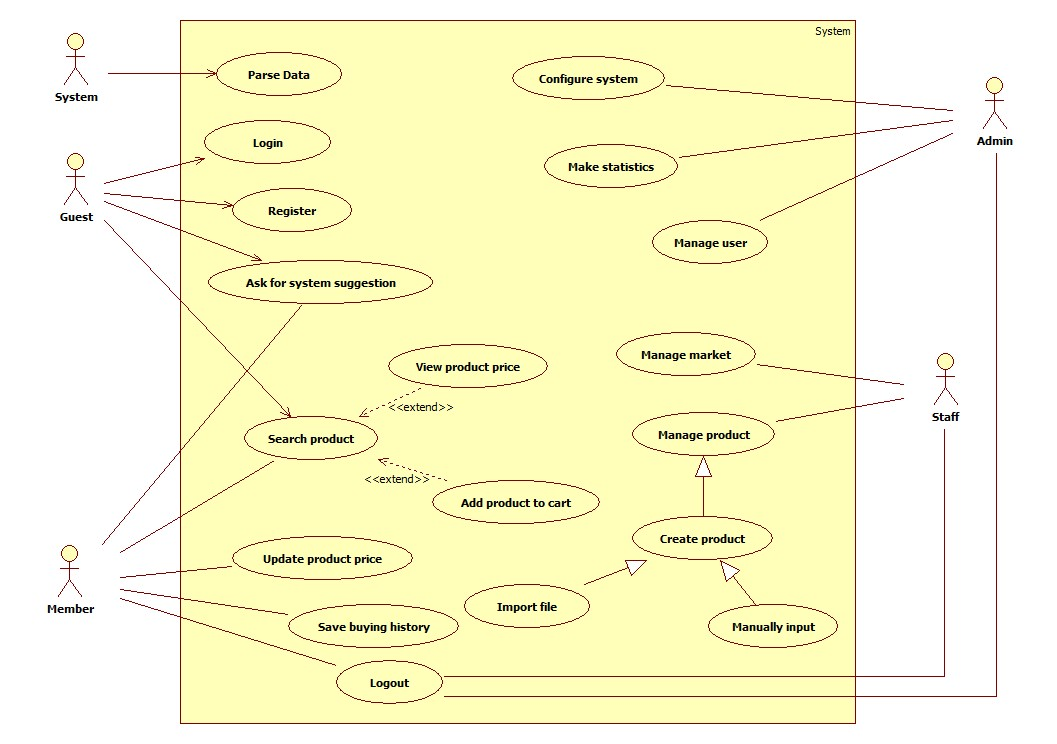 System
Parse Data
Configure system
System
Login
Admin
Make statistics
Guest
Register
Manage user
Ask for system suggestion
Manage market
View product price
<<extend>>
Staff
Manage product
Search product
<<extend>>
Add product to cart
Create product
Update product price
Member
Import file
Save buying history
Manually input
Logout